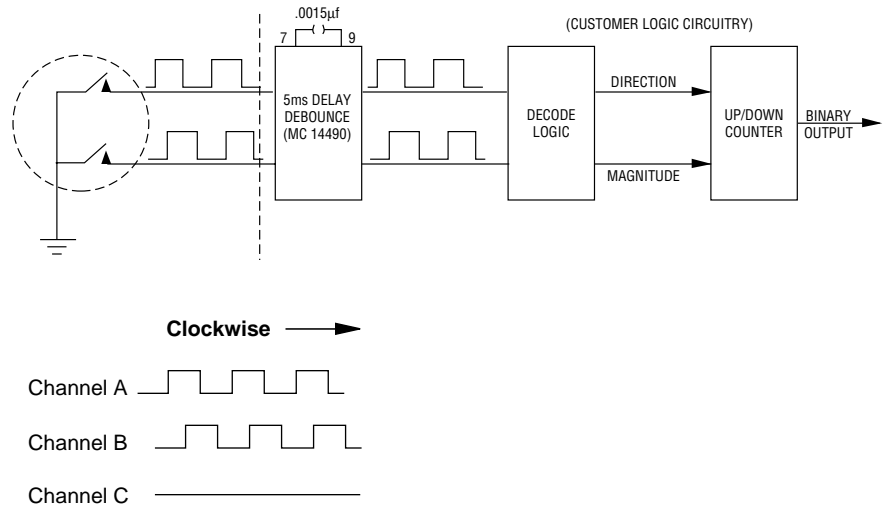 .0015µf
7 9
(CUSTOMER LOGIC CIRCUITRY)
5ms DELAY
DEBOUNCE
(MC 14490)
DECODE
LOGIC
DIRECTION
MAGNITUDE
UP/DOWN
COUNTER
BINARY
OUTPUT
Clockwise
Channel A
Channel B
Channel C